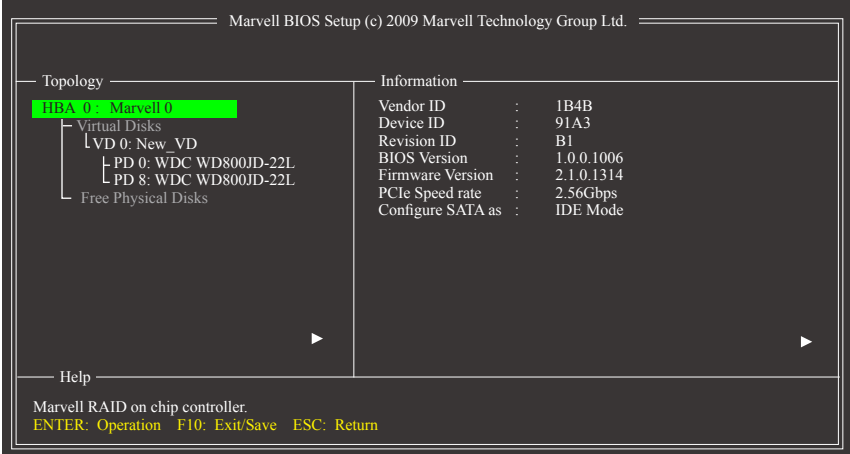 Marvell BIOS Setup (c) 2009 Marvell Technology Group Ltd.
Topology
HBA 0 : Marvell 0
Virtual Disks
VD 0: New_VD
PD 0: WDC WD800JD-22L
PD 8: WDC WD800JD-22L
Free Physical Disks
Information
Vendor ID : 1B4B
Device ID : 91A3
Revision ID : B1
BIOS Version : 1.0.0.1006
Firmware Version : 2.1.0.1314
PCIe Speed rate : 2.56Gbps
Configure SATA as : IDE Mode
Help
Marvell RAID on chip controller.
ENTER: Operation F10: Exit/Save ESC: Return